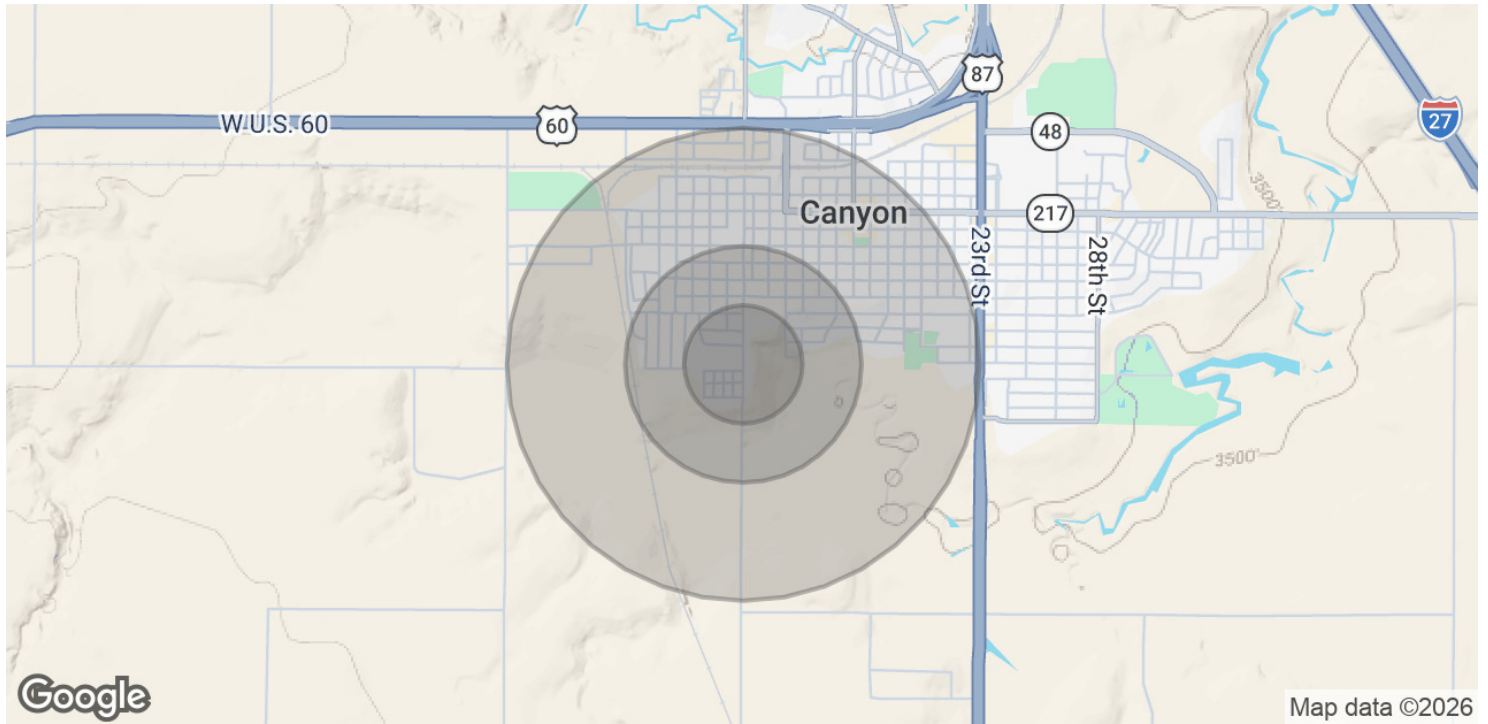 87
W U.S. 60
60
48
27
3500'
Canyon
217
23rd St
28th St
3500'
Google
Map data ©2026